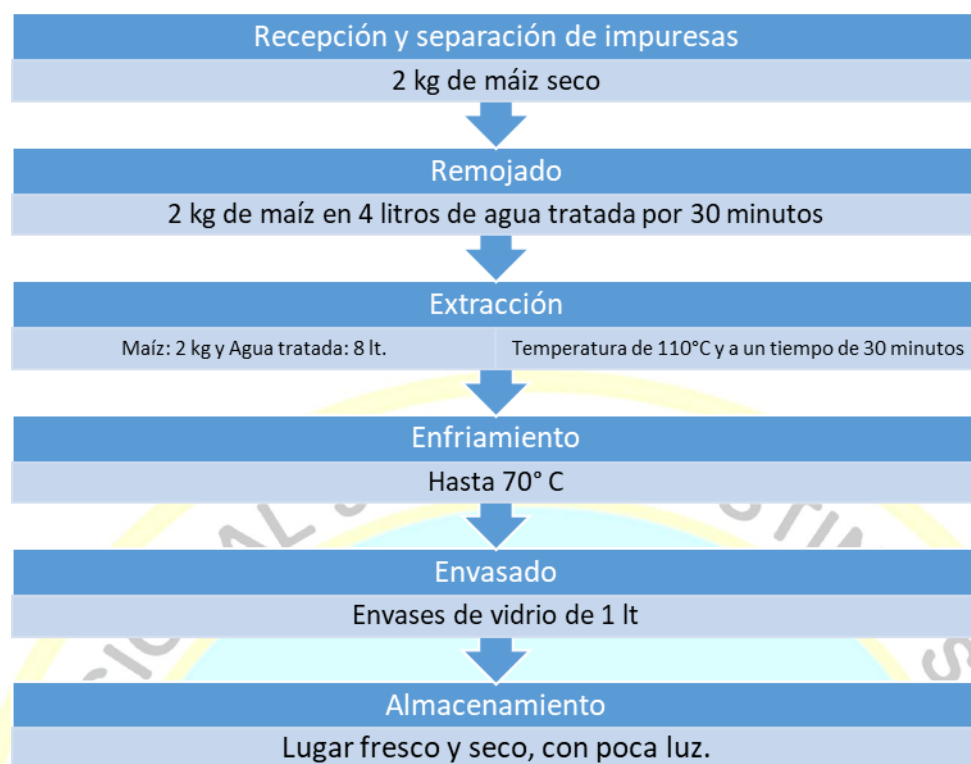 Recepción y separación de impuresas
2 kg de máiz seco
Remojado
2 kg de maíz en 4 litros de agua tratada por 30 minutos
Extracción
Maíz: 2 kg y Agua tratada: 8 lt.
Temperatura de 110°C y a un tiempo de 30 minutos
Enfriamiento
Hasta 70° C
Envasado
Envases de vidrio de 1 lt
Almacenamiento
Lugar fresco y seco, con poca luz.